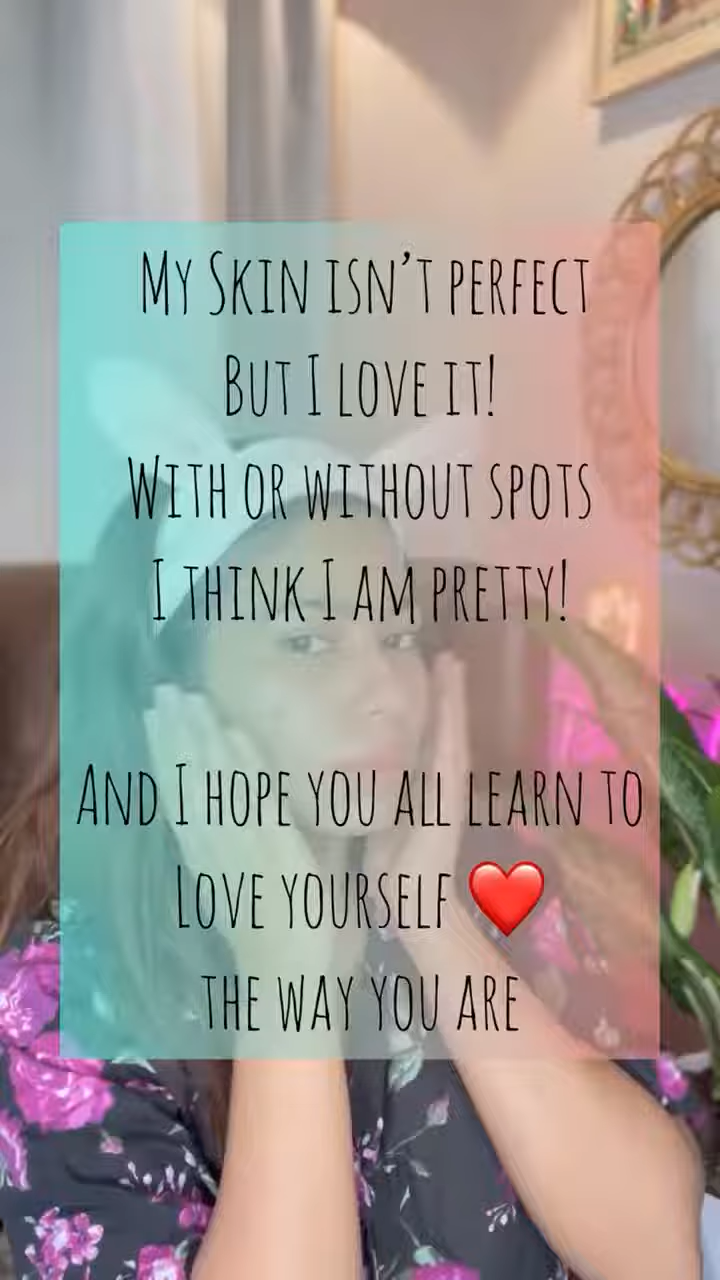 My Skin isn’t perfect
But I love it!
With or without spots
I think I am pretty!
And I hope you all learn to
Love yourself ❤️
the way you are